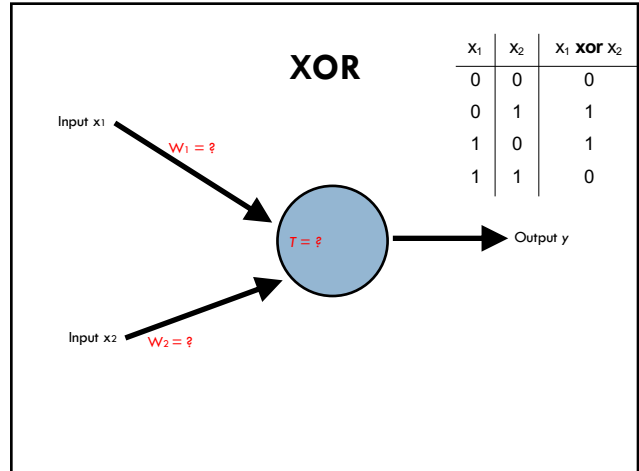 XOR
x1 x2 x1 xor x2
0 0 0
0 1 1
1 0 1
1 1 0
Input x1
W1 = ?
T = ?
Output y
Input x2
W2 = ?